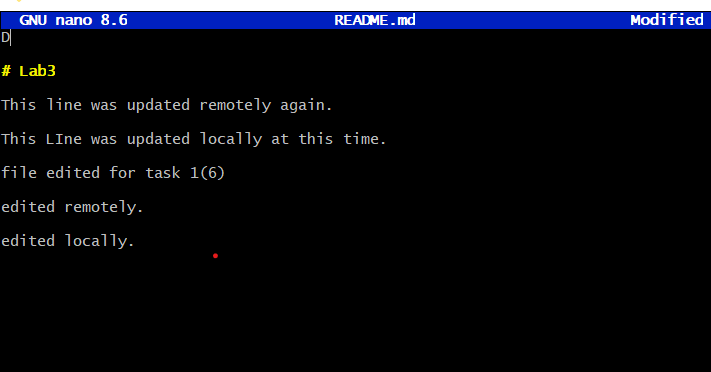 GNU nano 8.6 README.md Modified
D
# Lab3
This line was updated remotely again.
This LIne was updated locally at this time.
file edited for task 1(6)
edited remotely.
edited locally.